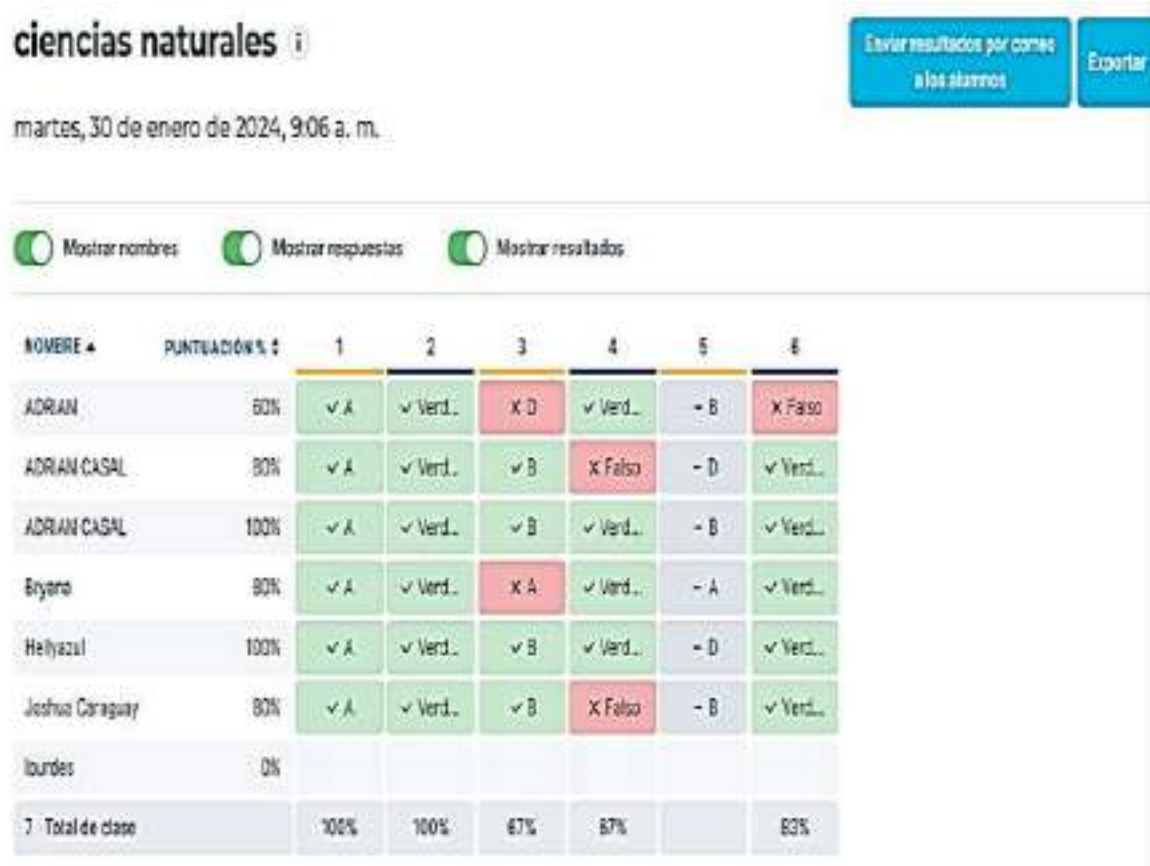 ciencias naturales i
Enviar resultados por correo
a los alumnos
Exportar
martes, 30 de enero de 2024, 9:06 a. m.
Mostrar nombres Mostrar respuestas Mostrar resultados
NOMBRE ▲ PUNTUACIÓN % 1 2 3 4 5 6
ADRIAN 60% ✓ A ✓ Verd... X D ✓ Verd... - B X Falso
ADRIAN CASAL 80% ✓ A ✓ Verd... ✓ B X Falso - D ✓ Verd...
ADRIAN CASAL 100% ✓ A ✓ Verd... ✓ B ✓ Verd... - B ✓ Verd...
80% ✓ A ✓ Verd... X A ✓ Verd... - A ✓ Verd...
Hellyazul 100% ✓ A ✓ Verd... ✓ B ✓ Verd... - D ✓ Verd...
Joshua Caraguay 80% ✓ A ✓ Verd... ✓ B X Falso - B ✓ Verd...
lourdes 0%
7 Total de clase 100% 100% 67% 67% 83%